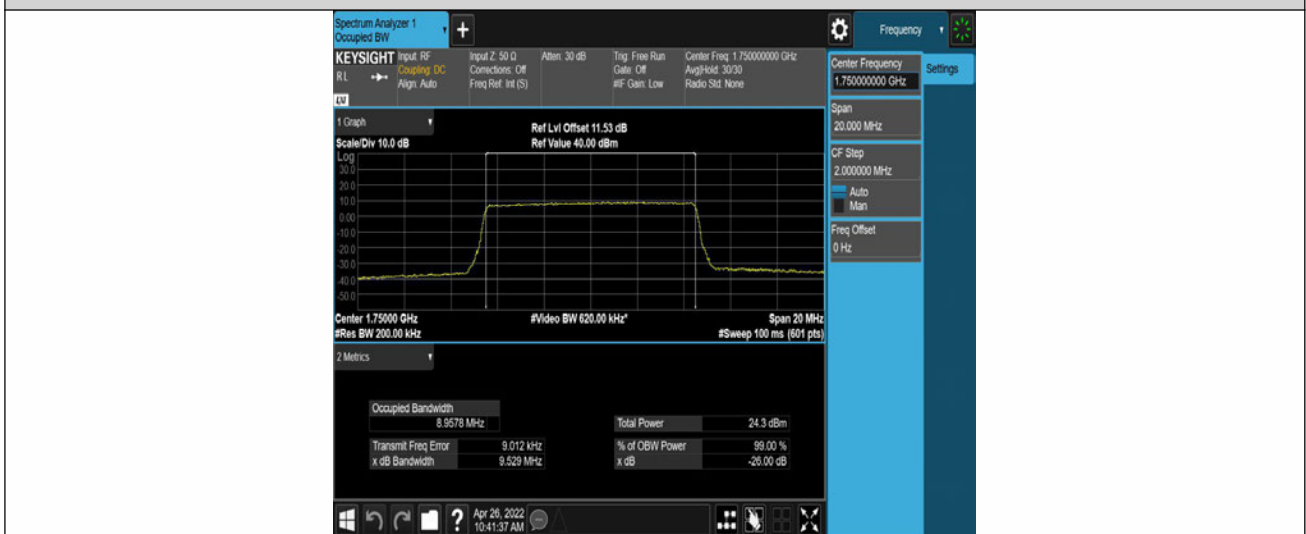 Spectrum Analyzer 1
Occupied BW
+
Frequency
KEYSIGHT
RL
LXI
Input: RF
Coupling: DC
Align: Auto
Input Z: 50 Ω
Corrections: Off
Freq Ref: Int (S)
Atten: 30 dB
Trig: Free Run
Gate: Off
#IF Gain: Low
Center Freq: 1.750000000 GHz
Avg|Hold: 30/30
Radio Std: None
Center Frequency
1.750000000 GHz
Settings
Span
20.000 MHz
CF Step
2.000000 MHz
Auto
Man
Freq Offset
0 Hz
1 Graph
Scale/Div 10.0 dB
Ref Lvl Offset 11.53 dB
Ref Value 40.00 dBm
Log
30.0
20.0
10.0
0.00
-10.0
-20.0
-30.0
-40.0
-50.0
Center 1.75000 GHz
#Video BW 620.00 kHz*
Span 20 MHz
#Res BW 200.00 kHz
#Sweep 100 ms (601 pts)
2 Metrics
Occupied Bandwidth
8.9578 MHz
Total Power 24.3 dBm
Transmit Freq Error 9.012 kHz
% of OBW Power 99.00 %
x dB Bandwidth 9.529 MHz
x dB -26.00 dB
?
Apr 26, 2022
10:41:37 AM